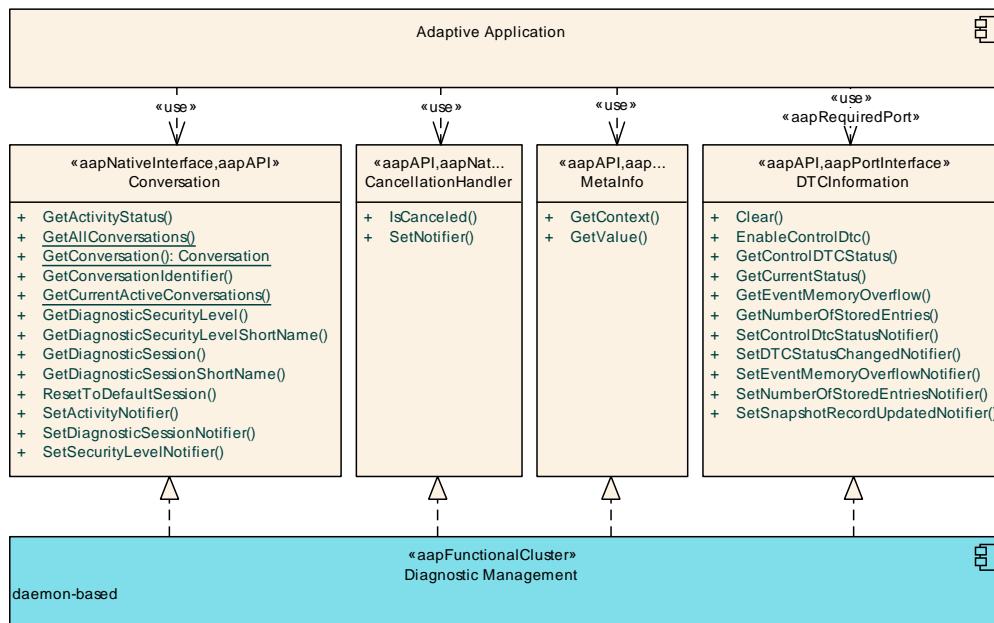 Adaptive Application
«use»
«use»
«use»
«use»
«aapRequiredPort»
«aapNativeInterface,aapAPI»
Conversation
+ GetActivityStatus()
+ GetAllConversations()
+ GetConversation(): Conversation
+ GetConversationIdentifier()
+ GetCurrentActiveConversations()
+ GetDiagnosticSecurityLevel()
+ GetDiagnosticSecurityLevelShortName()
+ GetDiagnosticSession()
+ GetDiagnosticSessionShortName()
+ ResetToDefaultSession()
+ SetActivityNotifier()
+ SetDiagnosticSessionNotifier()
+ SetSecurityLevelNotifier()
«aapAPI,aapNat...
CancellationHandler
+ IsCanceled()
+ SetNotifier()
«aapAPI,aap...
MetaInfo
+ GetContext()
+ GetValue()
«aapAPI,aapPortInterface»
DTCInformation
+ Clear()
+ EnableControlDtc()
+ GetControlDTCStatus()
+ GetCurrentStatus()
+ GetEventMemoryOverflow()
+ GetNumberOfStoredEntries()
+ SetControlDtcStatusNotifier()
+ SetDTCStatusChangedNotifier()
+ SetEventMemoryOverflowNotifier()
+ SetNumberOfStoredEntriesNotifier()
+ SetSnapshotRecordUpdatedNotifier()
«aapFunctionalCluster»
Diagnostic Management
daemon-based